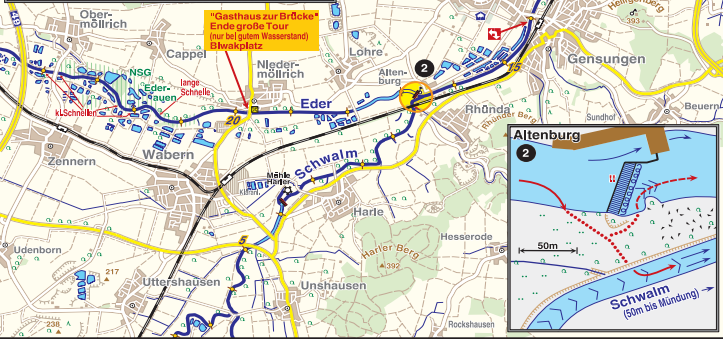 49
Ober-
möllrich
"Gasthaus zur Brücke"
Ende große Tour
(nur bei gutem Wasserstand)
Biwakplatz
Heiligenberg
393
Cappel
Lohre
Gensungen
NSG
Eder-
auen
lange
Schnelle
Nieder-
möllrich
Alten-
burg
2
15
kl.Schnellen
Eder
20
Rhünda
Rhünder Berg
Sundhof
Beuern
Zennern
Wabern
Schwalm
Mühle
Harler
Kläranl.
Harle
Udenborn
217
5
Harler Berg
392
Hesserode
Uttershausen
Unshausen
238
Rockshausen
Altenburg
2
50m
Schwalm
(50m bis Mündung)